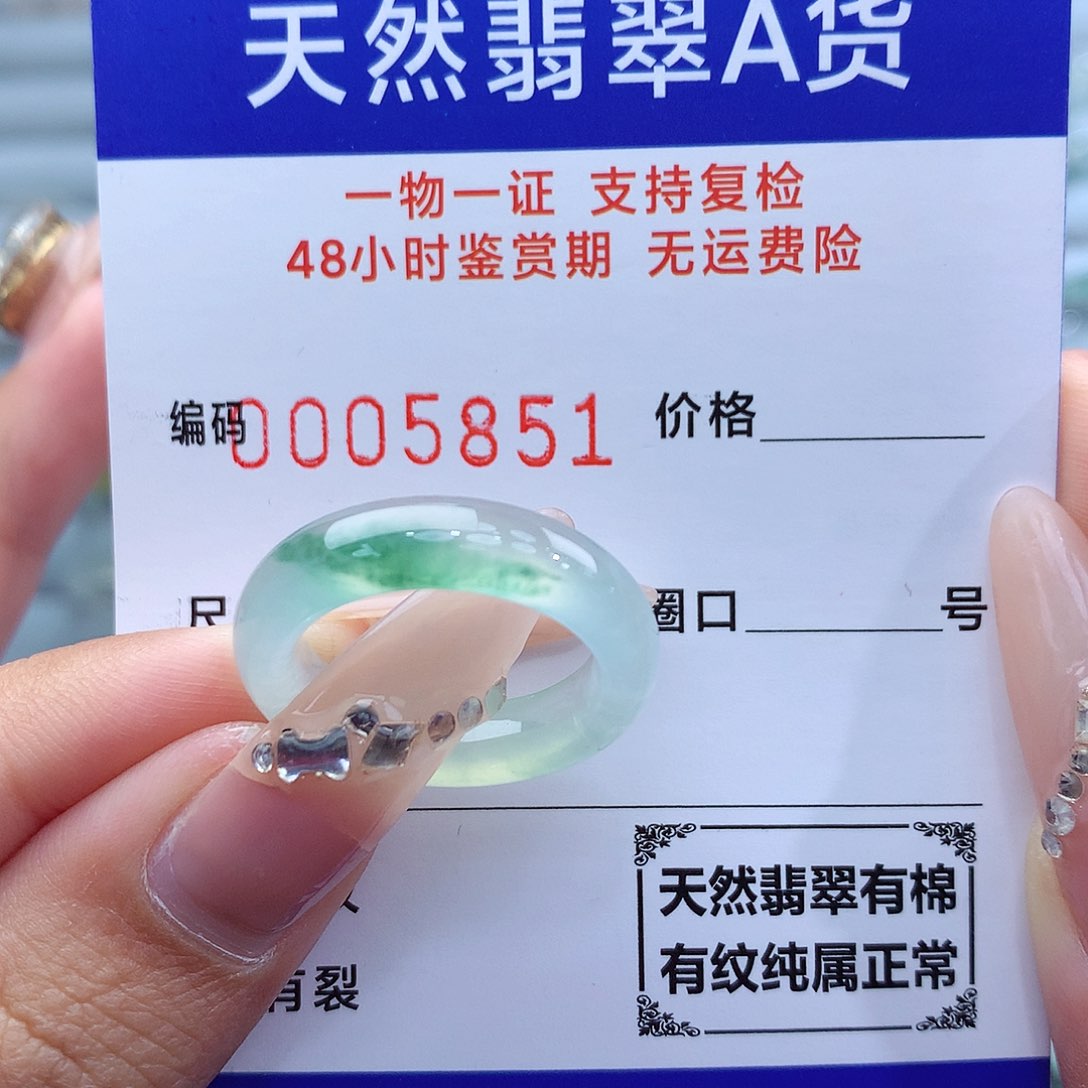 天然翡翠A货
一物一证 支持复检
48小时鉴赏期 无运费险
编码0005851 价格
尺 圈口 号
天然翡翠有棉
有纹纯属正常
有裂